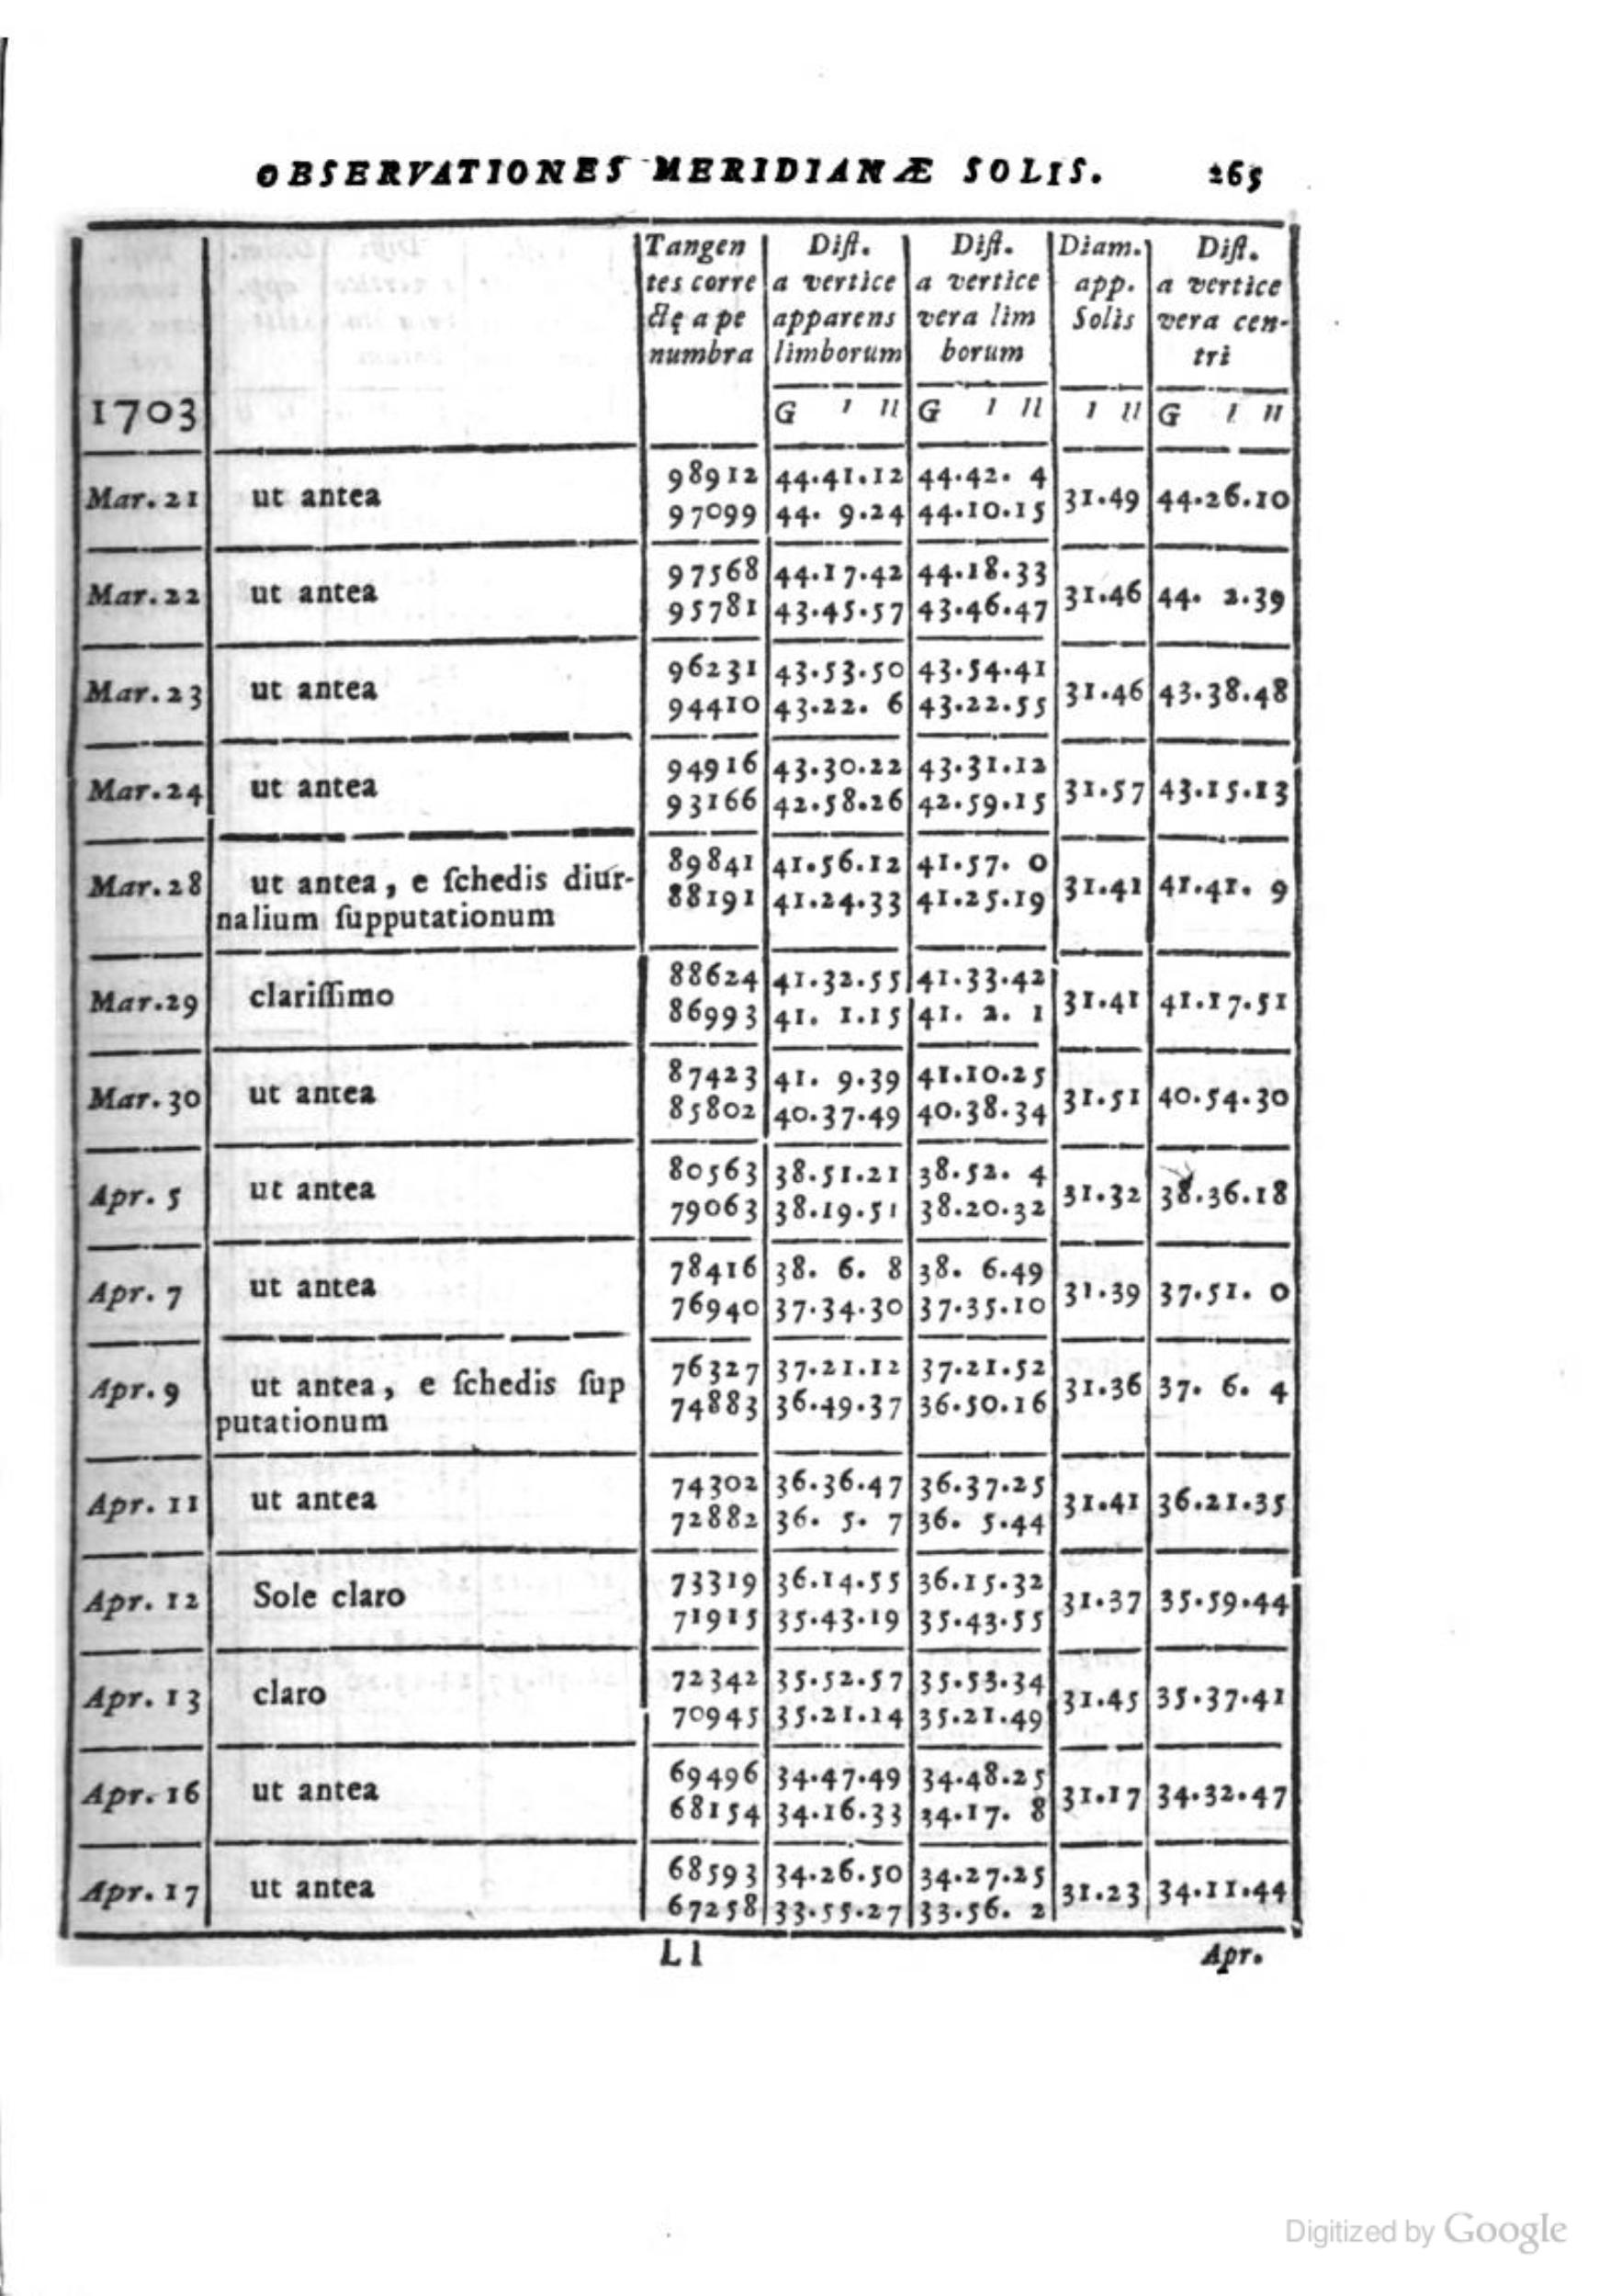 OBSERVATIONES MERIDIANÆ SOLIS. 265
1703
Tangen
tes corre
ctę a pe
numbra
Diſt.
a vertice
apparens
limborum
G I II
Diſt.
a vertice
vera lim
borum
G I II
Diam.
app.
Solis
I II
Diſt.
a vertice
vera cen-
tri
G I II
Mar. 21 ut antea 98912 44.41.12 44.42. 4 31.49 44.26.10
97099 44. 9.24 44.10.15
Mar. 22 ut antea 97568 44.17.42 44.18.33 31.46 44. 2.39
95781 43.45.57 43.46.47
Mar. 23 ut antea 96231 43.53.50 43.54.41 31.46 43.38.48
94410 43.22. 6 43.22.55
Mar. 24 ut antea 94916 43.30.22 43.31.12 31.57 43.15.13
93166 42.58.26 42.59.15
Mar. 28 ut antea, e ſchedis diur- 89841 41.56.12 41.57. 0 31.41 41.41. 9
nalium ſupputationum 88191 41.24.33 41.25.19
Mar. 29 clariſſimo 88624 41.32.55 41.33.42 31.41 41.17.51
86993 41. 1.15 41. 2. 1
Mar. 30 ut antea 87423 41. 9.39 41.10.25 31.51 40.54.30
85802 40.37.49 40.38.34
Apr. 5 ut antea 80563 38.51.21 38.52. 4 31.32 38.36.18
79063 38.19.51 38.20.32
Apr. 7 ut antea 78416 38. 6. 8 38. 6.49 31.39 37.51. 0
76940 37.34.30 37.35.10
Apr. 9 ut antea, e ſchedis ſup 76327 37.21.12 37.21.52 31.36 37. 6. 4
putationum 74883 36.49.37 36.50.16
Apr. 11 ut antea 74302 36.36.47 36.37.25 31.41 36.21.35
72882 36. 5. 7 36. 5.44
Apr. 12 Sole claro 73319 36.14.55 36.15.32 31.37 35.59.44
71915 35.43.19 35.43.55
Apr. 13 claro 72342 35.52.57 35.53.34 31.45 35.37.41
70945 35.21.14 35.21.49
Apr. 16 ut antea 69496 34.47.49 34.48.25 31.17 34.32.47
68154 34.16.33 34.17. 8
Apr. 17 ut antea 68593 34.26.50 34.27.25 31.23 34.11.44
67258 33.55.27 33.56. 2
Ll Apr.
Digitized by Google